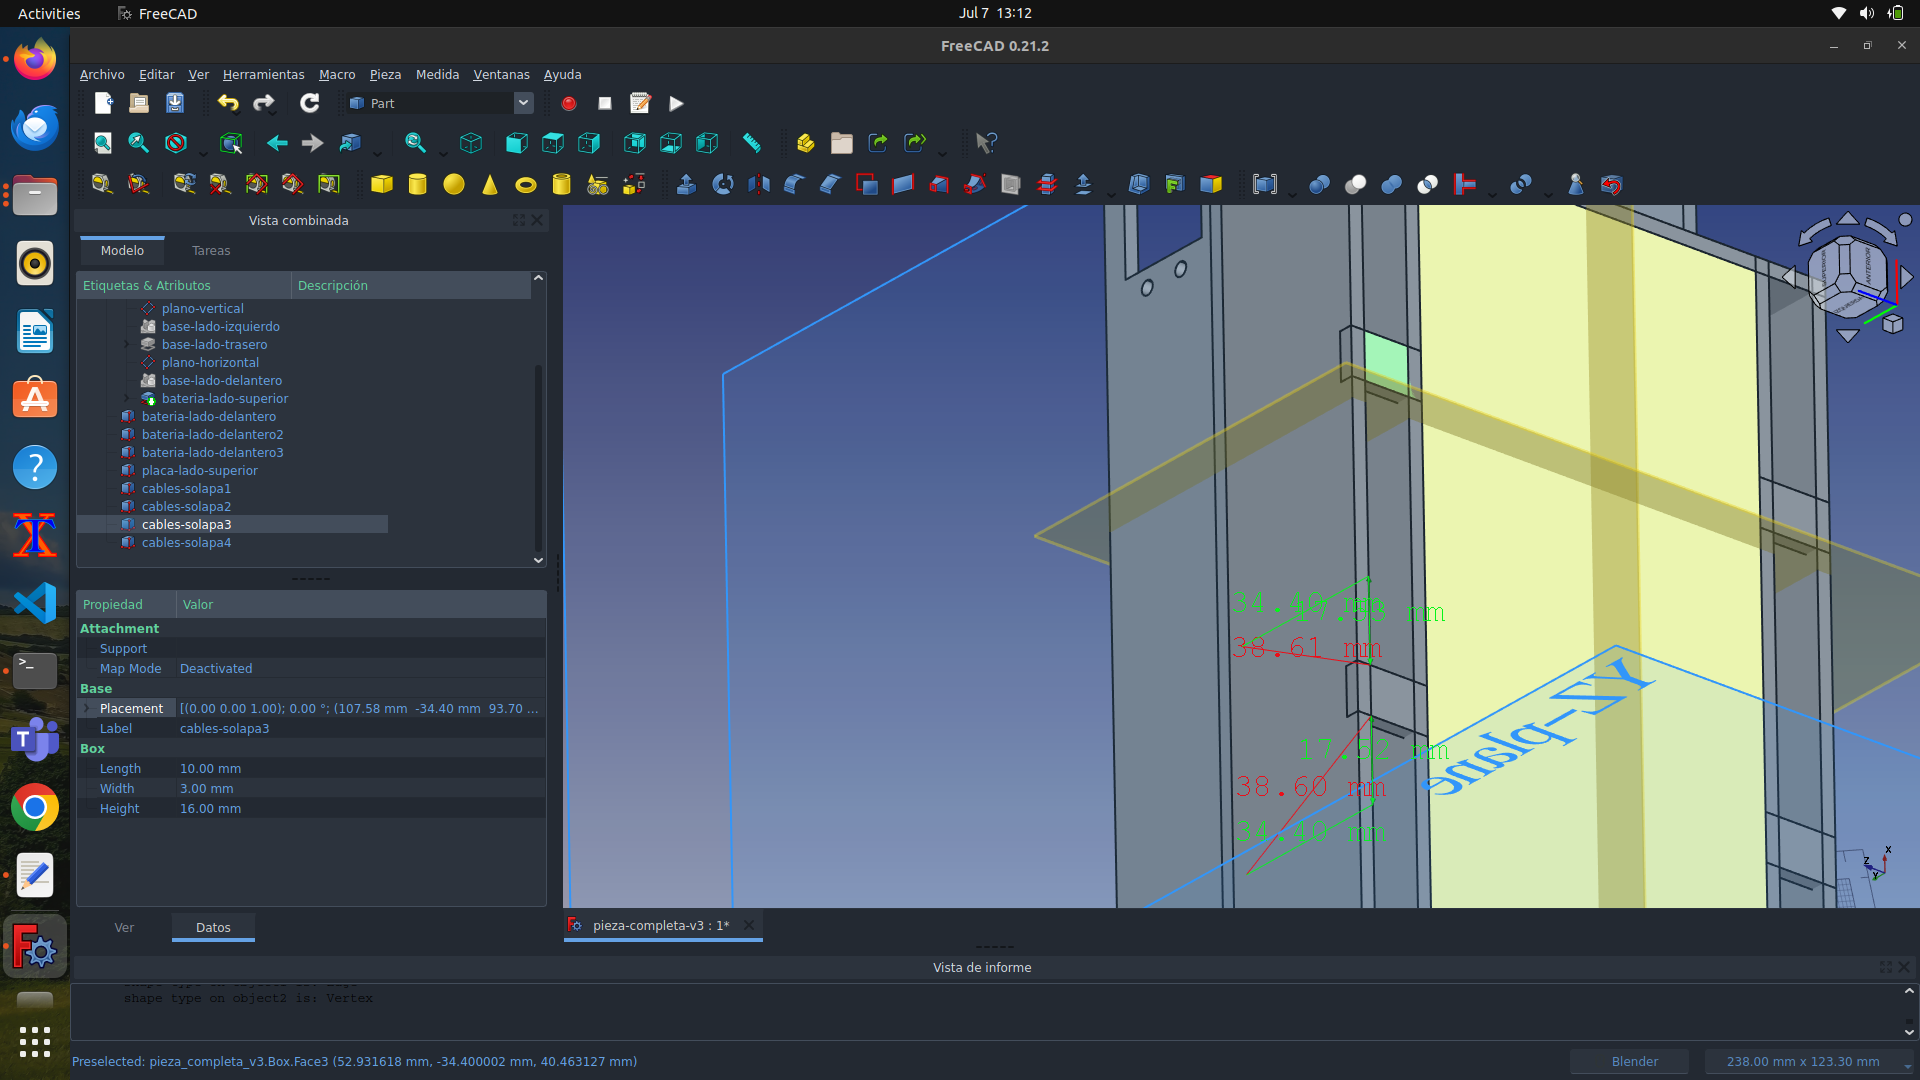 Activities
FreeCAD
Jul 7 13:12
FreeCAD 0.21.2
Archivo Editar Ver Herramientas Macro Pieza Medida Ventanas Ayuda
Part
Vista combinada
Modelo Tareas
Etiquetas & Atributos Descripción
plano-vertical
base-lado-izquierdo
base-lado-trasero
plano-horizontal
base-lado-delantero
bateria-lado-superior
bateria-lado-delantero
bateria-lado-delantero2
bateria-lado-delantero3
placa-lado-superior
cables-solapa1
cables-solapa2
cables-solapa3
cables-solapa4
Propiedad Valor
Attachment
Support
Map Mode Deactivated
Base
Placement [(0.00 0.00 1.00); 0.00 °; (107.58 mm -34.40 mm 93.70 ...
Label cables-solapa3
Box
Length 10.00 mm
Width 3.00 mm
Height 16.00 mm
Ver Datos
34.40 mm
38.61 mm
17.52 mm
38.60 mm
34.40 mm
YZ-plane
X
Z
Y
pieza-completa-v3 : 1*
Vista de informe
shape type on object2 is: Vertex
Preselected: pieza_completa_v3.Box.Face3 (52.931618 mm, -34.400002 mm, 40.463127 mm)
Blender
238.00 mm x 123.30 mm